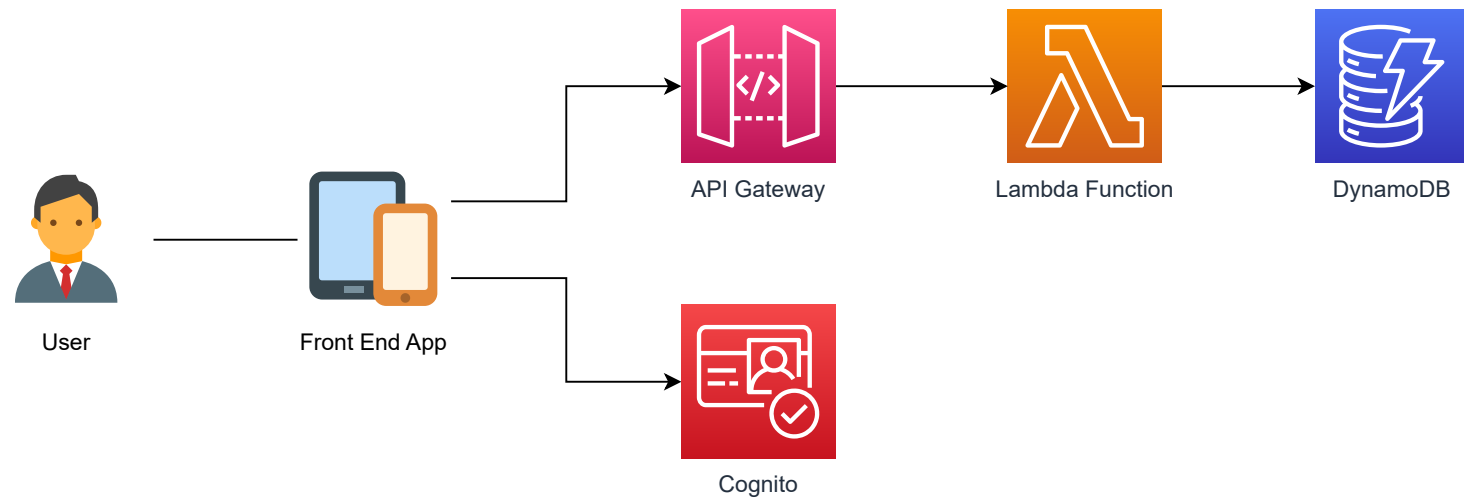 API Gateway
Lambda Function
DynamoDB
User
Front End App
Cognito